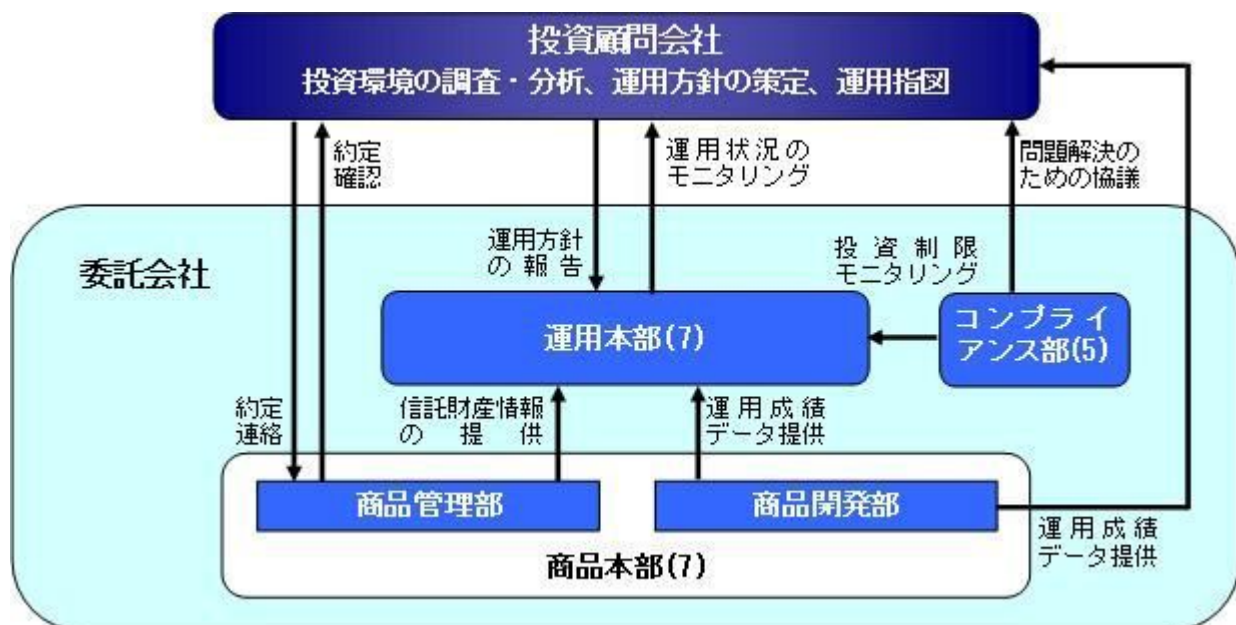 投資顧問会社
投資環境の調査・分析、運用方針の策定、運用指図
約定
確認
運用状況の
モニタリング
問題解決の
ための協議
委託会社
運用方針
の報告
投資制限
モニタリング
運用本部(7)
コンプライ
アンス部(5)
約定
連絡
信託財産情報
の提供
運用成績
データ提供
商品管理部
商品開発部
運用成績
データ提供
商品本部(7)